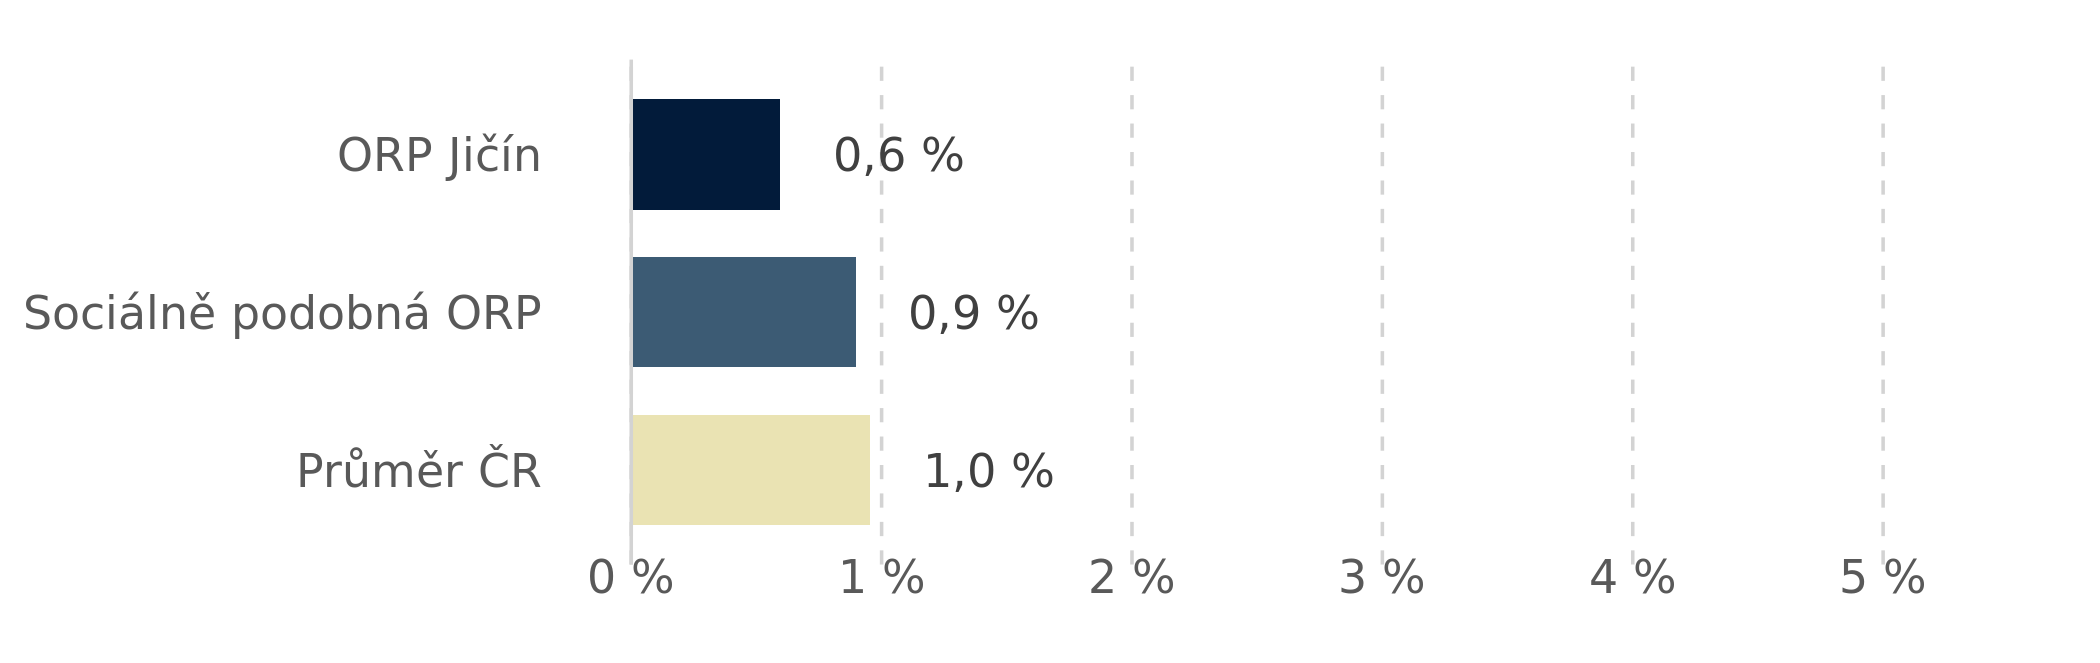 ORP Jičín 0,6 %
Sociálně podobná ORP 0,9 %
Průměr ČR 1,0 %
0 % 1 % 2 % 3 % 4 % 5 %